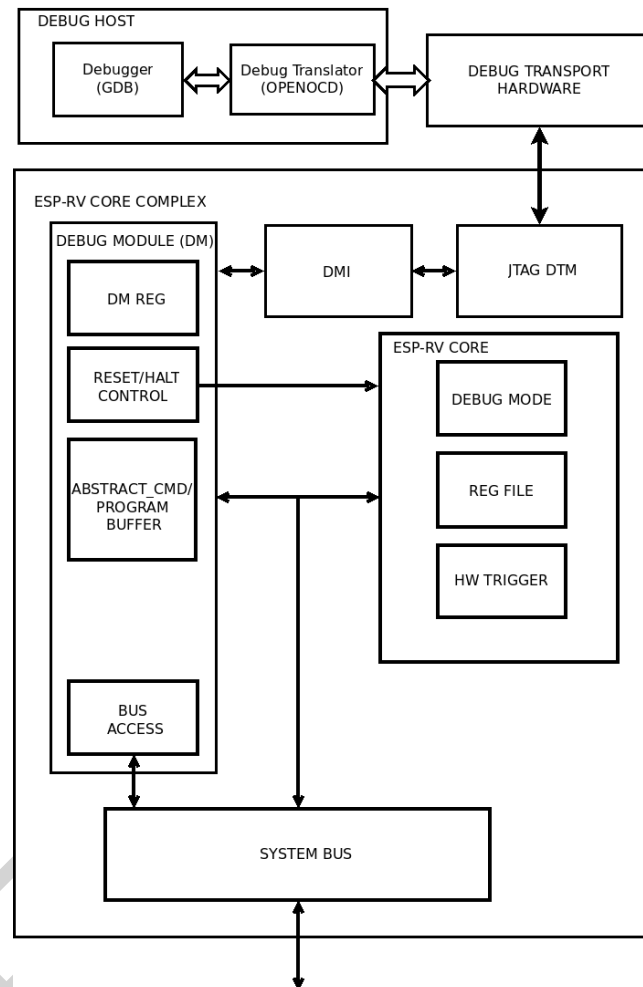 DEBUG HOST
Debugger
(GDB)
Debug Translator
(OPENOCD)
DEBUG TRANSPORT
HARDWARE
ESP-RV CORE COMPLEX
DEBUG MODULE (DM)
DM REG
RESET/HALT
CONTROL
ABSTRACT_CMD/
PROGRAM
BUFFER
BUS
ACCESS
DMI
JTAG DTM
ESP-RV CORE
DEBUG MODE
REG FILE
HW TRIGGER
SYSTEM BUS